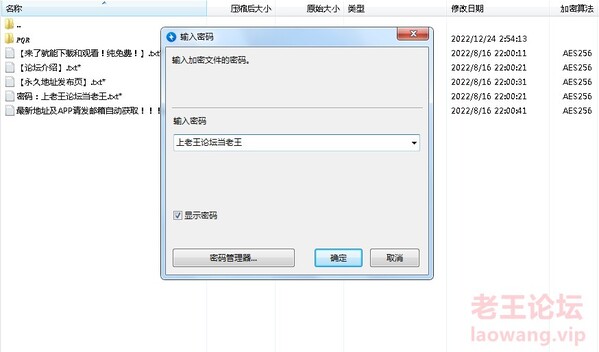 名称 压缩后大小 原始大小 类型 修改日期 加密算法
..
PQR 2022/12/24 2:54:13
【来了就能下载和观看！纯免费！】.txt* 2022/8/16 22:00:11 AES256
【论坛介绍】.txt* 2022/8/16 22:00:27 AES256
【永久地址发布页】.txt* 2022/8/16 22:00:31 AES256
密码：上老王论坛当老王.txt* 2022/8/16 22:00:21 AES256
最新地址及APP请发邮箱自动获取！！！ 2022/8/16 22:00:41 AES256
输入密码
输入加密文件的密码。
输入密码
上老王论坛当老王
显示密码
密码管理器... 确定 取消
老王论坛
laowang.vip